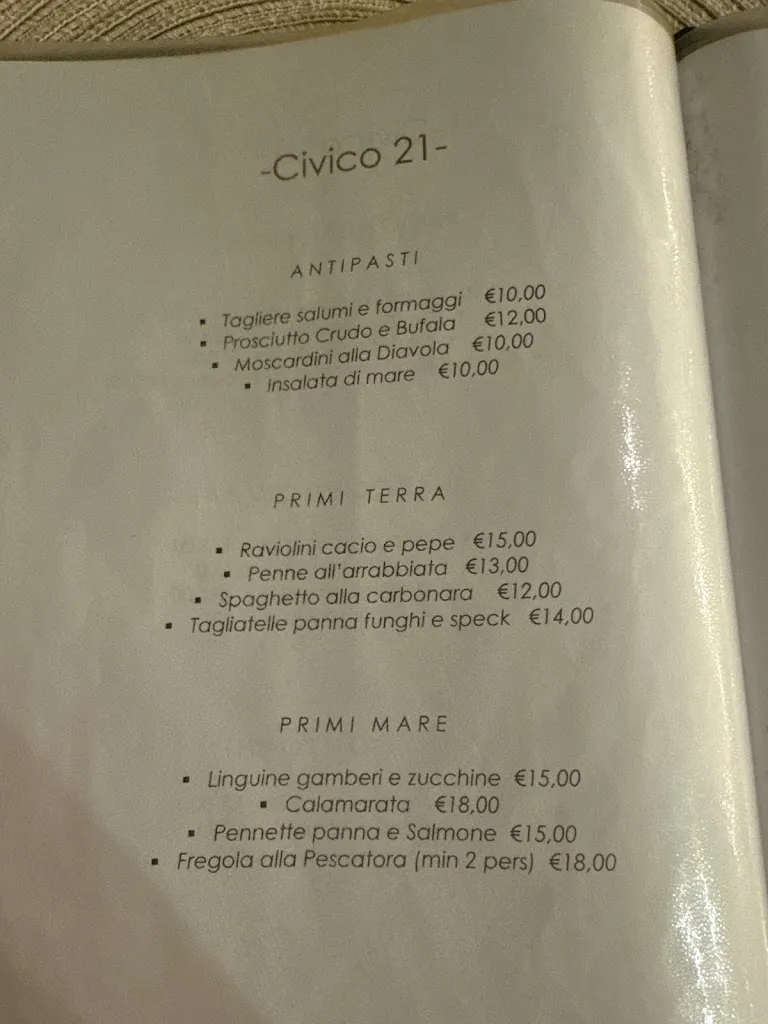 -Civico 21-
ANTIPASTI
▪ Tagliere salumi e formaggi €10,00
▪ Prosciutto Crudo e Bufala €12,00
▪ Moscardini alla Diavola €10,00
▪ Insalata di mare €10,00
PRIMI TERRA
▪ Raviolini cacio e pepe €15,00
▪ Penne all'arrabbiata €13,00
▪ Spaghetto alla carbonara €12,00
▪ Tagliatelle panna funghi e speck €14,00
PRIMI MARE
▪ Linguine gamberi e zucchine €15,00
▪ Calamarata €18,00
▪ Pennette panna e Salmone €15,00
▪ Fregola alla Pescatora (min 2 pers) €18,00